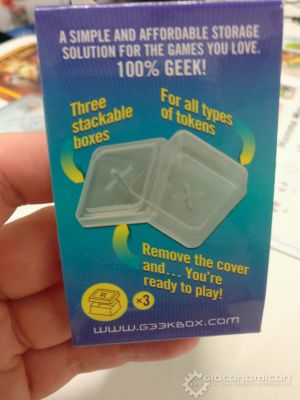 A SIMPLE AND AFFORDABLE STORAGE
SOLUTION FOR THE GAMES YOU LOVE.
100% GEEK!
Three
stackable
boxes
For all types
of tokens
Remove the cover
and... You're
ready to play!
x3
WWW.G33KBOX.COM
gioconomicon